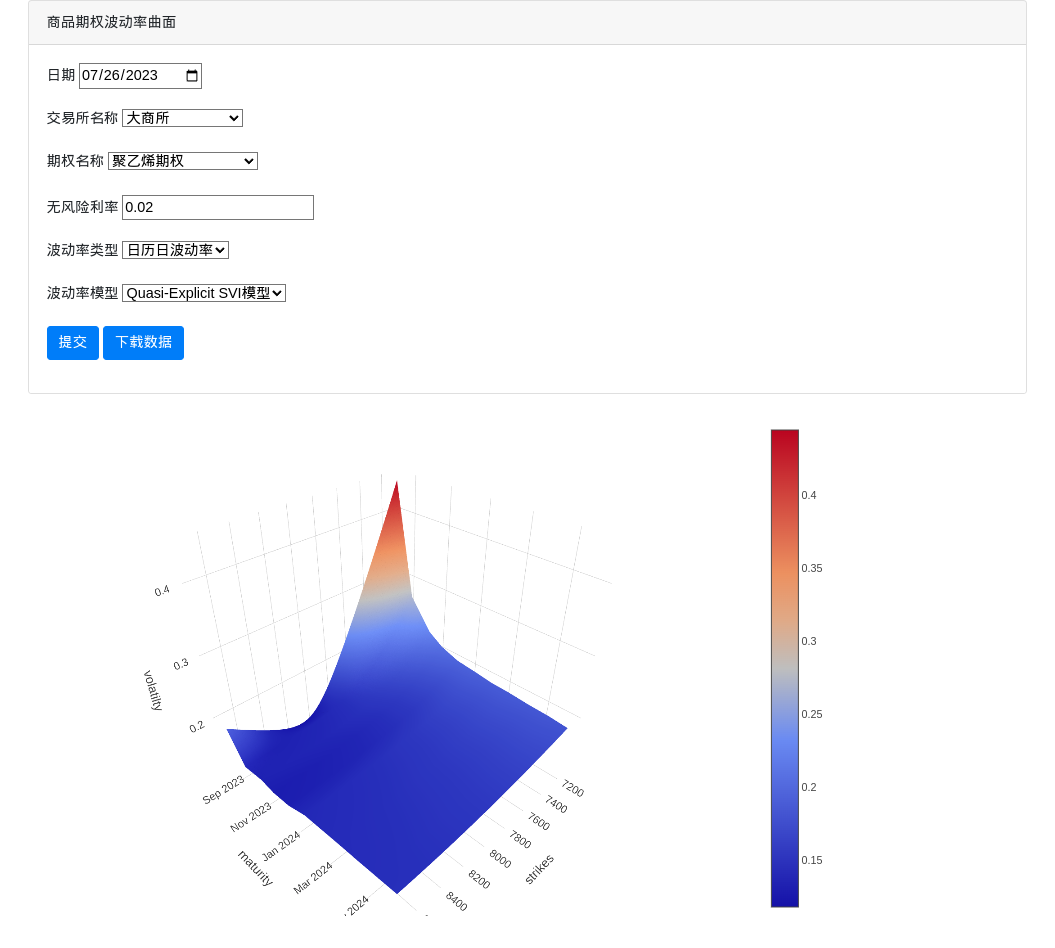 商品期权波动率曲面
日期 07/26/2023
交易所名称 大商所
期权名称 聚乙烯期权
无风险利率 0.02
波动率类型 日历日波动率
波动率模型 Quasi-Explicit SVI模型
提交 下载数据
0.4
0.3
0.2
volatilty
Sep 2023
Nov 2023
Jan 2024
Mar 2024
2024
maturity
7200
7400
7600
7800
8000
8200
8400
strikes
0.4
0.35
0.3
0.25
0.2
0.15